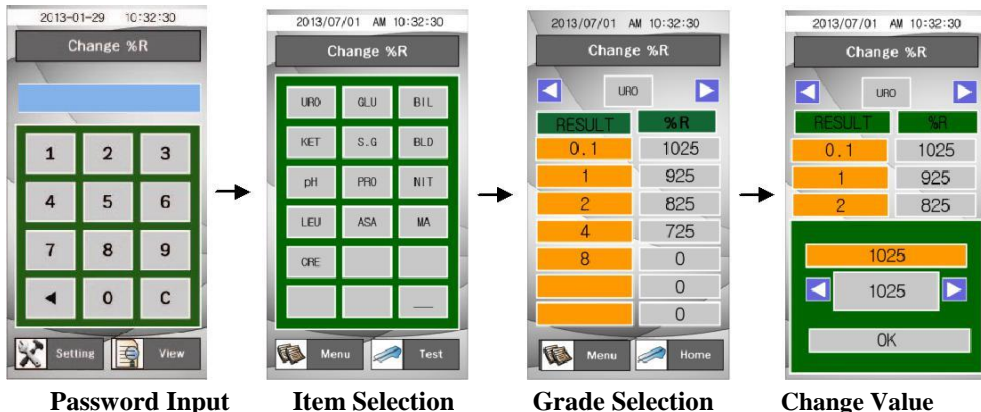 2013-01-29 10:32:30
Change %R
1 2 3
4 5 6
7 8 9
◀ 0 C
Setting View
Password Input
2013/07/01 AM 10:32:30
Change %R
URO GLU BIL
KET S.G BLD
pH PRO NIT
LEU ASA MA
CRE
Menu Test
Item Selection
2013/07/01 AM 10:32:30
Change %R
URO
RESULT %R
0.1 1025
1 925
2 825
4 725
8 0
0
0
Menu Home
Grade Selection
2013/07/01 AM 10:32:30
Change %R
URO
RESULT %R
0.1 1025
1 925
2 825
1025
1025
OK
Change Value